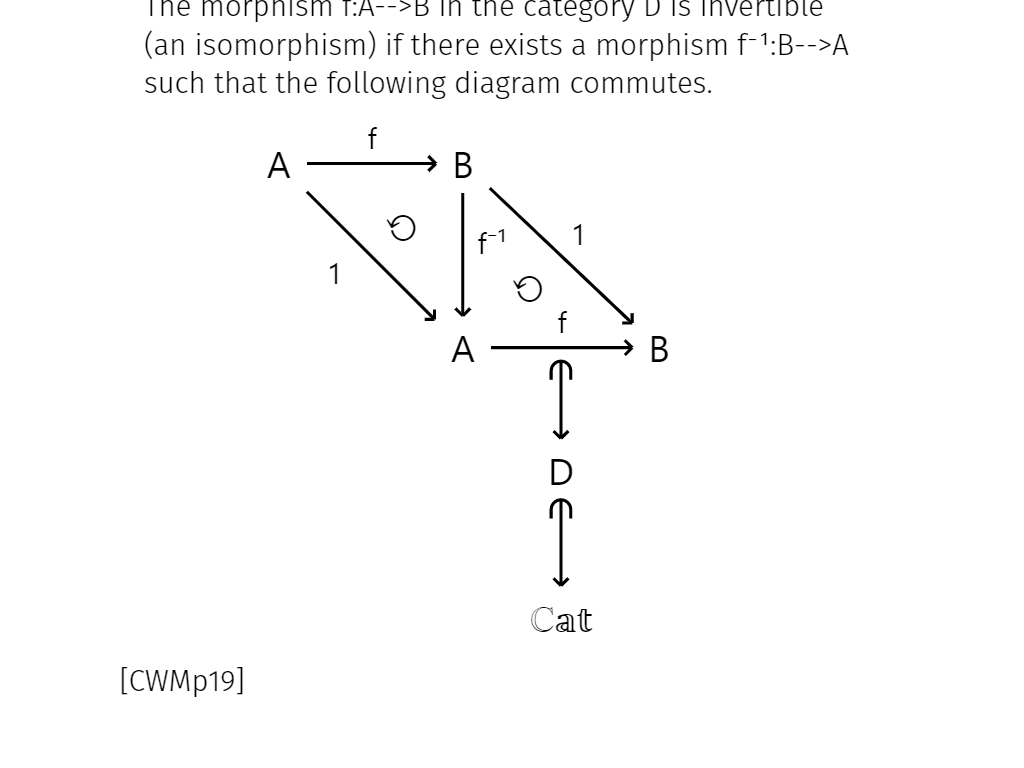 The morphism f:A-->B in the category D is invertible
(an isomorphism) if there exists a morphism f⁻¹:B-->A
such that the following diagram commutes.
f
A B
f⁻¹ 1
1
f
A B
D
ℂat
[CWMp19]